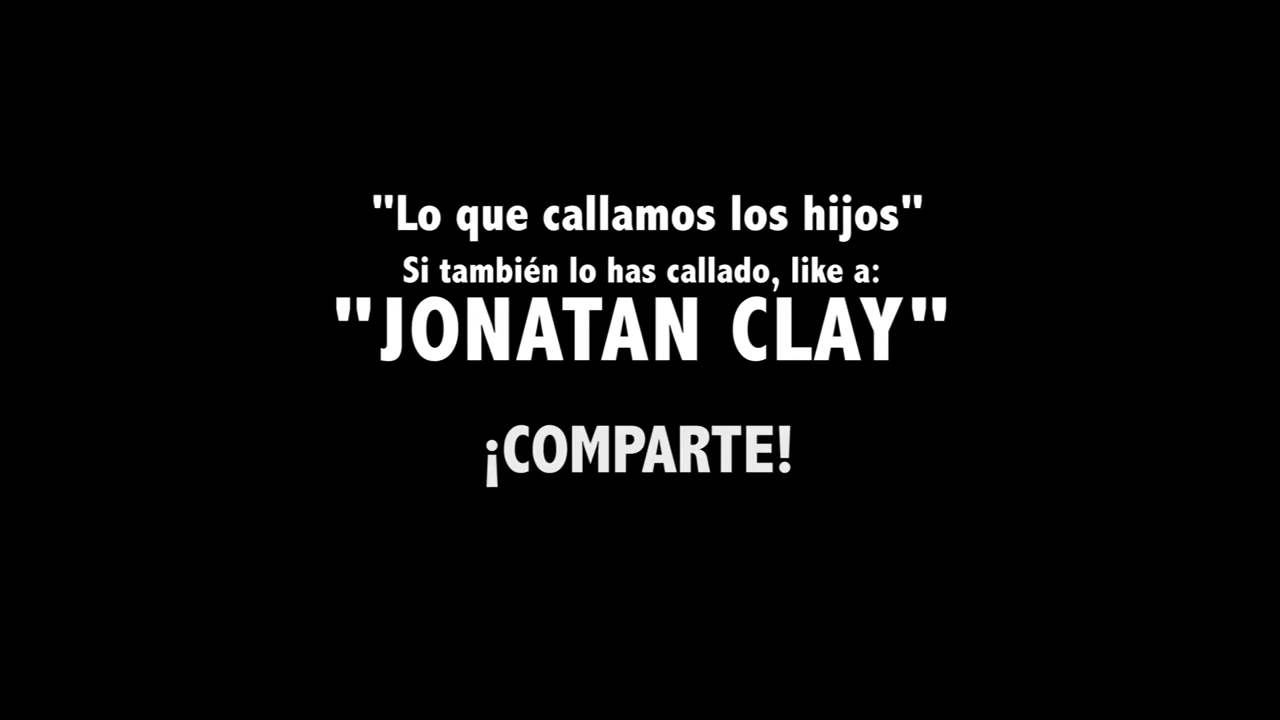 "Lo que callamos los hijos"
Si también lo has callado, like a:
"JONATAN CLAY"
¡COMPARTE!